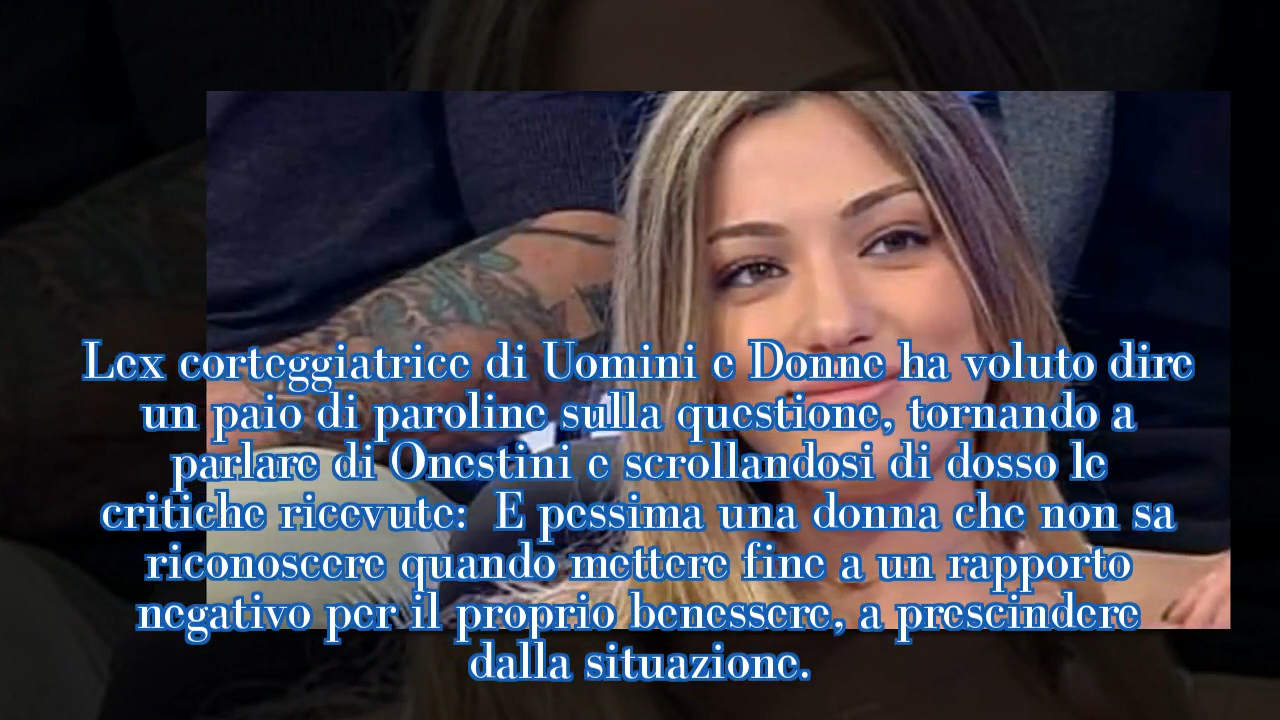 Lex corteggiatrice di Uomini e Donne ha voluto dire
un paio di paroline sulla questione, tornando a
parlare di Onestini e scrollandosi di dosso le
critiche ricevute:  E pessima una donna che non sa
riconoscere quando mettere fine a un rapporto
negativo per il proprio benessere, a prescindere
dalla situazione.